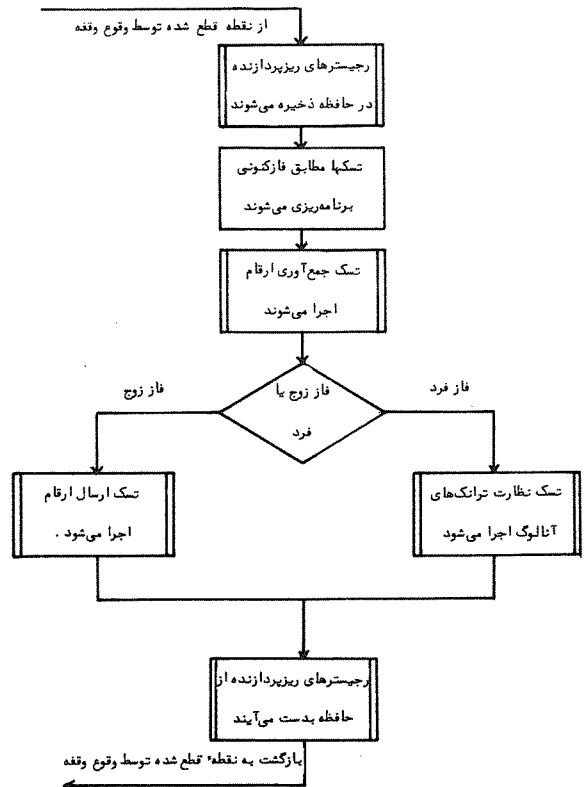 از نقطه قطع شده توسط وقوع وقفه
رجیسترهای ریزپردازنده
در حافظه ذخیره می‌شوند
تسکها مطابق فازکنونی
برنامه‌ریزی می‌شوند
تسک جمع‌آوری ارقام
اجرا می‌شوند
فاز زوج یا
فرد
فاز فرد
فاز زوج
تسک نظارت ترانک‌های
آنالوگ اجرا می‌شود
تسک ارسال ارقام
اجرا می‌شود .
رجیسترهای ریزپردازنده از
حافظه بدست می‌آیند
بازگشت به نقطهٔ قطع شده توسط وقوع وقفه